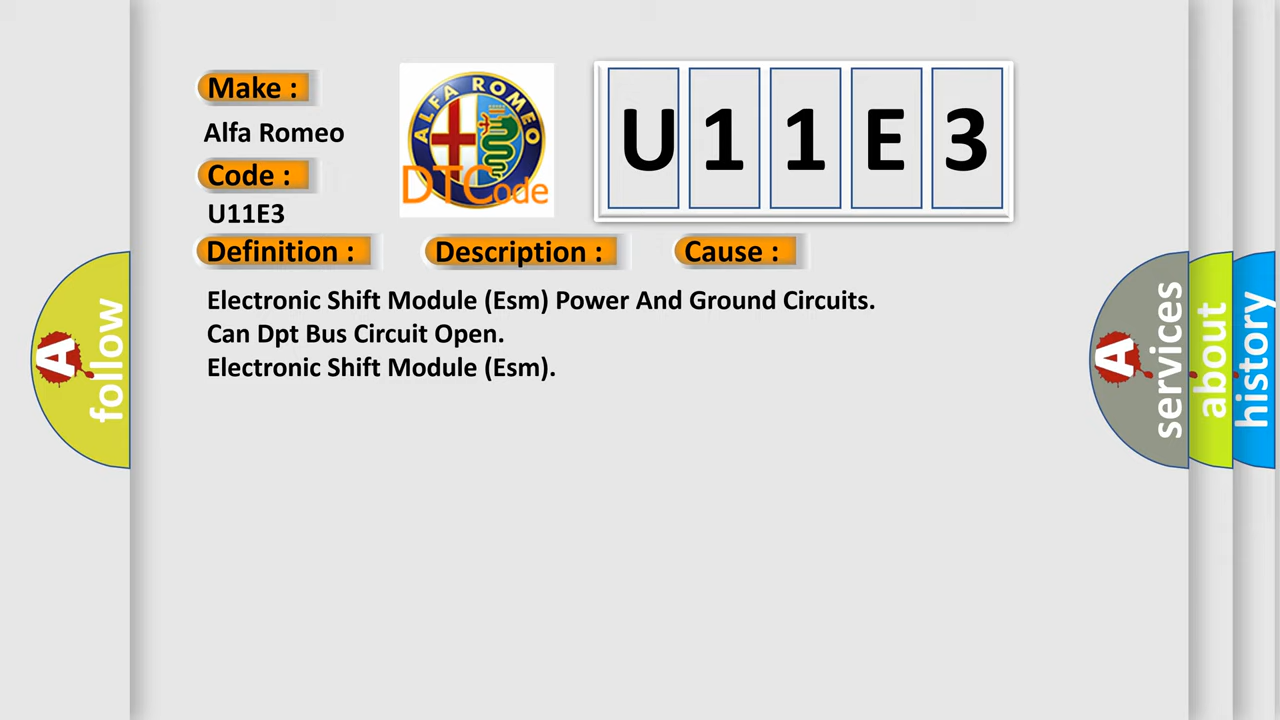 Make :
Alfa Romeo
Code :
U11E3
ALFA ROMEO
DTCode
U 1 1 E 3
Definition : Description : Cause :
Electronic Shift Module (Esm) Power And Ground Circuits.
Can Dpt Bus Circuit Open.
Electronic Shift Module (Esm).
A follow
A services
about
history